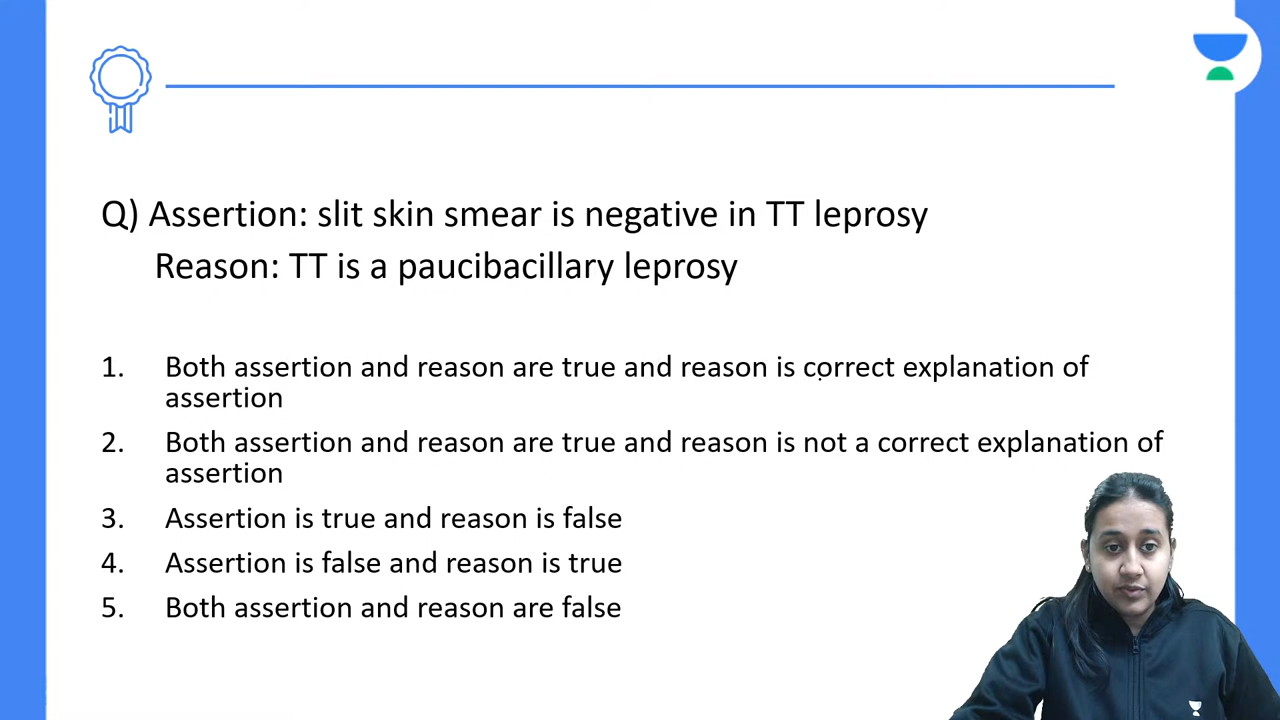 Q) Assertion: slit skin smear is negative in TT leprosy
Reason: TT is a paucibacillary leprosy
1. Both assertion and reason are true and reason is correct explanation of
assertion
2. Both assertion and reason are true and reason is not a correct explanation of
assertion
3. Assertion is true and reason is false
4. Assertion is false and reason is true
5. Both assertion and reason are false